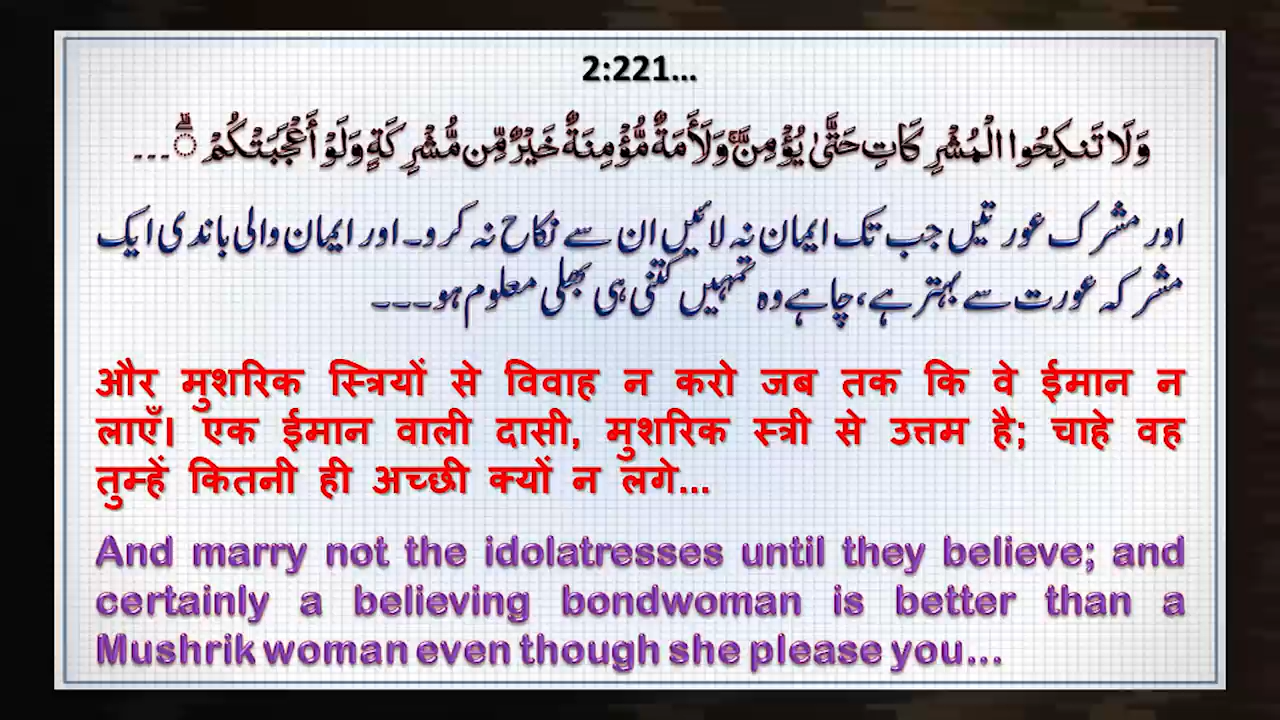 2:221...
وَلَا تَنكِحُوا الْمُشْرِكَاتِ حَتَّىٰ يُؤْمِنَّ ۚ وَلَأَمَةٌ مُّؤْمِنَةٌ خَيْرٌ مِّن مُّشْرِكَةٍ وَلَوْ أَعْجَبَتْكُمْ ۗ ...
اور مشرک عورتیں جب تک ایمان نہ لائیں ان سے نکاح نہ کرو۔ اور ایمان والی باندی ایک
مشرکہ عورت سے بہتر ہے، چاہے وہ تمہیں کتنی ہی بھلی معلوم ہو۔۔۔
और मुशरिक स्त्रियों से विवाह न करो जब तक कि वे ईमान न
लाएँ। एक ईमान वाली दासी, मुशरिक स्त्री से उत्तम है; चाहे वह
तुम्हें कितनी ही अच्छी क्यों न लगे...
And marry not the idolatresses until they believe; and
certainly a believing bondwoman is better than a
Mushrik woman even though she please you...